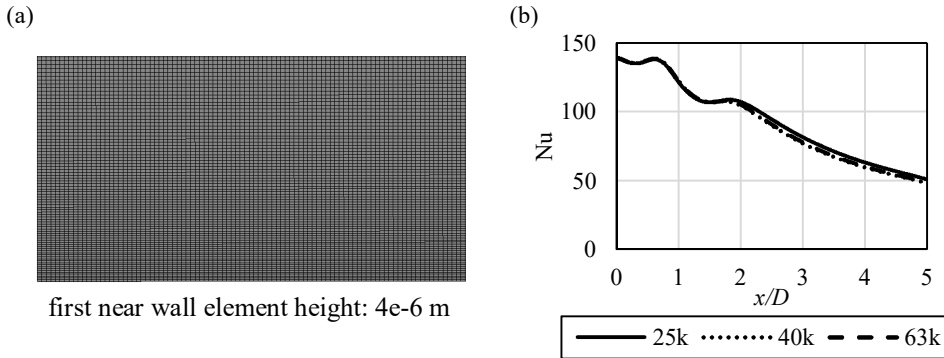 (a)
first near wall element height: 4e-6 m
(b)
150
100
50
0
Nu
0 1 2 3 4 5
x/D
25k 40k 63k